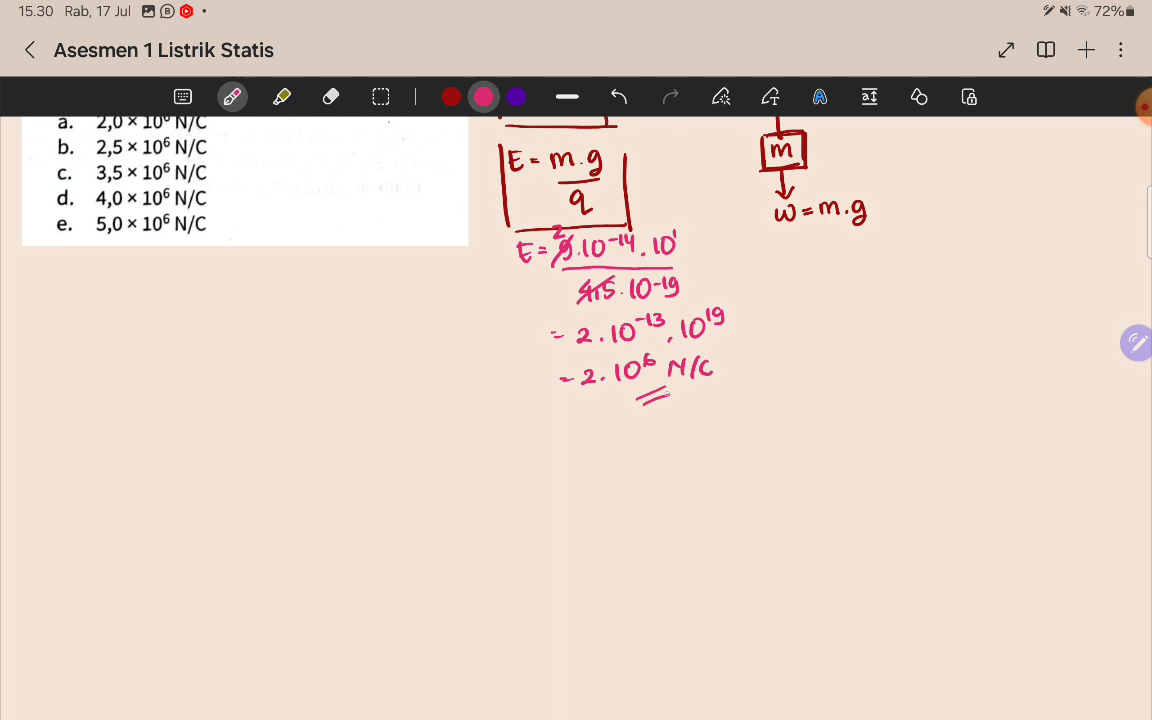 15.30 Rab, 17 Jul
72%
Asesmen 1 Listrik Statis
a. 2,0 × 10⁶ N/C
b. 2,5 × 10⁶ N/C
c. 3,5 × 10⁶ N/C
d. 4,0 × 10⁶ N/C
e. 5,0 × 10⁶ N/C
E = m.g / q
m
w = m.g
E = 9.10⁻¹⁴ . 10¹ / 4,5 . 10⁻¹⁹
2
= 2 . 10⁻¹³ . 10¹⁹
= 2 . 10⁶ N/C